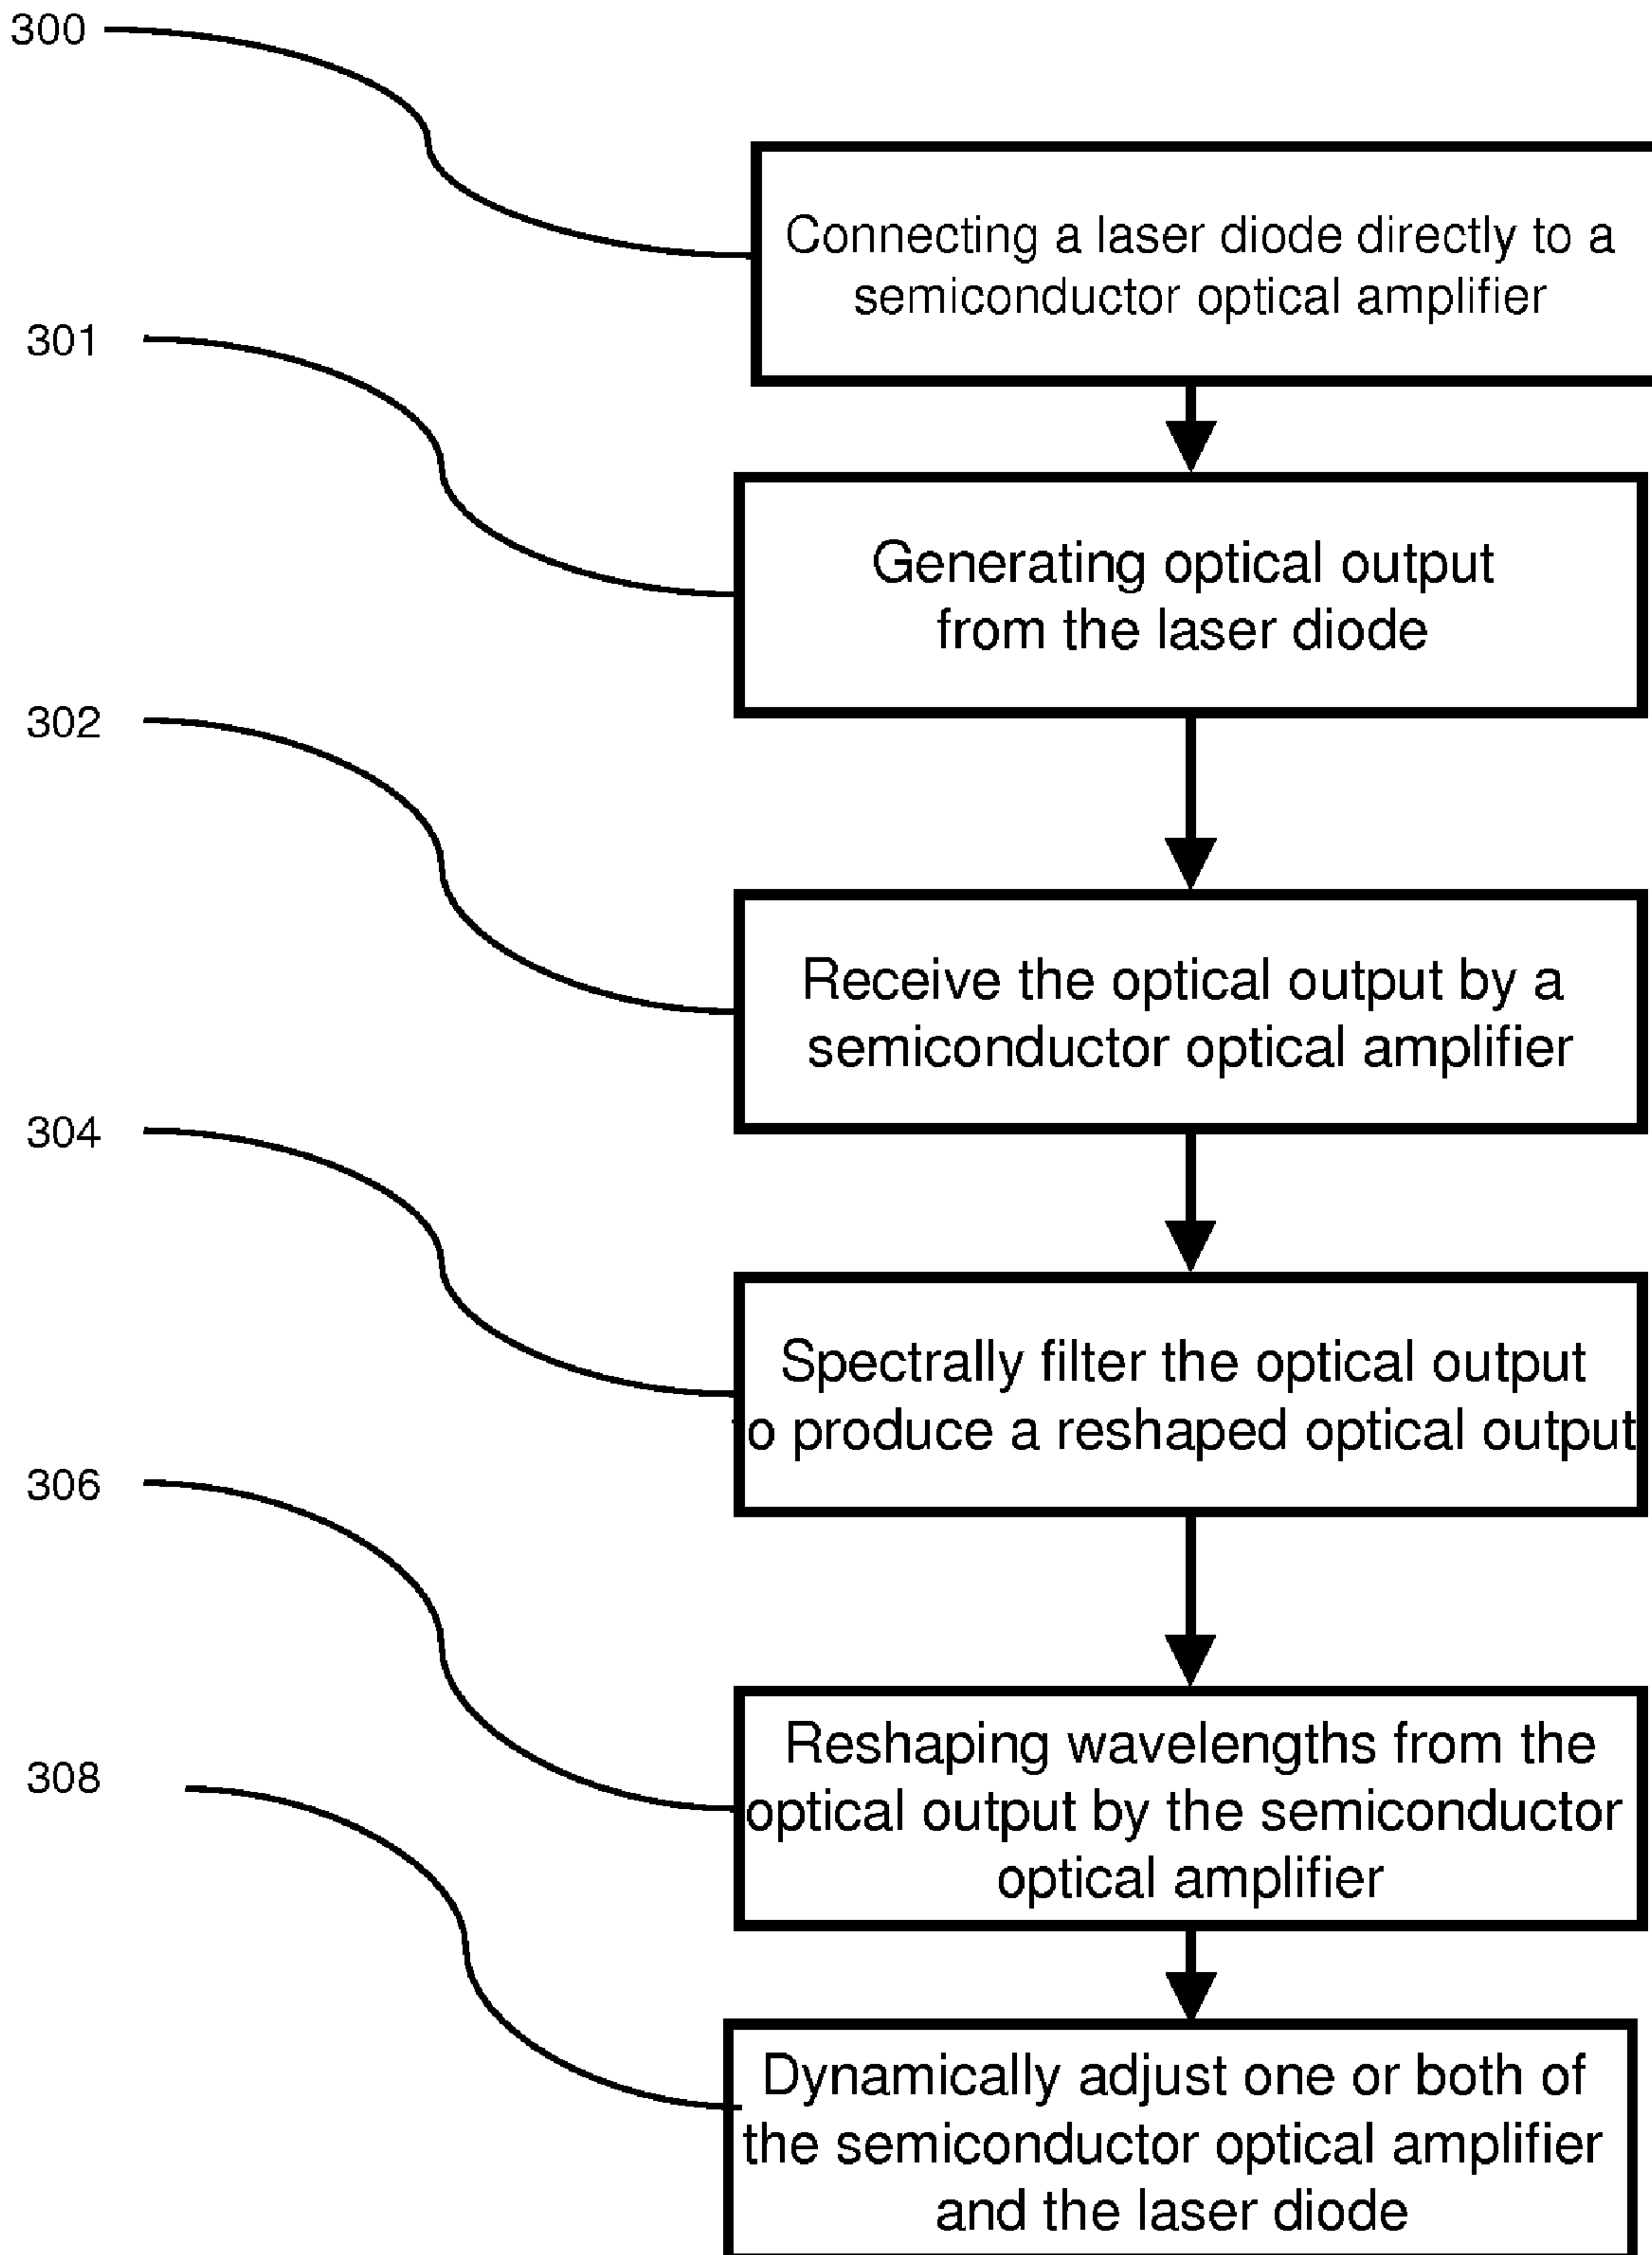 300
Connecting a laser diode directly to a
semiconductor optical amplifier
301
Generating optical output
from the laser diode
302
Receive the optical output by a
semiconductor optical amplifier
304
Spectrally filter the optical output
o produce a reshaped optical output
306
Reshaping wavelengths from the
optical output by the semiconductor
optical amplifier
308
Dynamically adjust one or both of
the semiconductor optical amplifier
and the laser diode